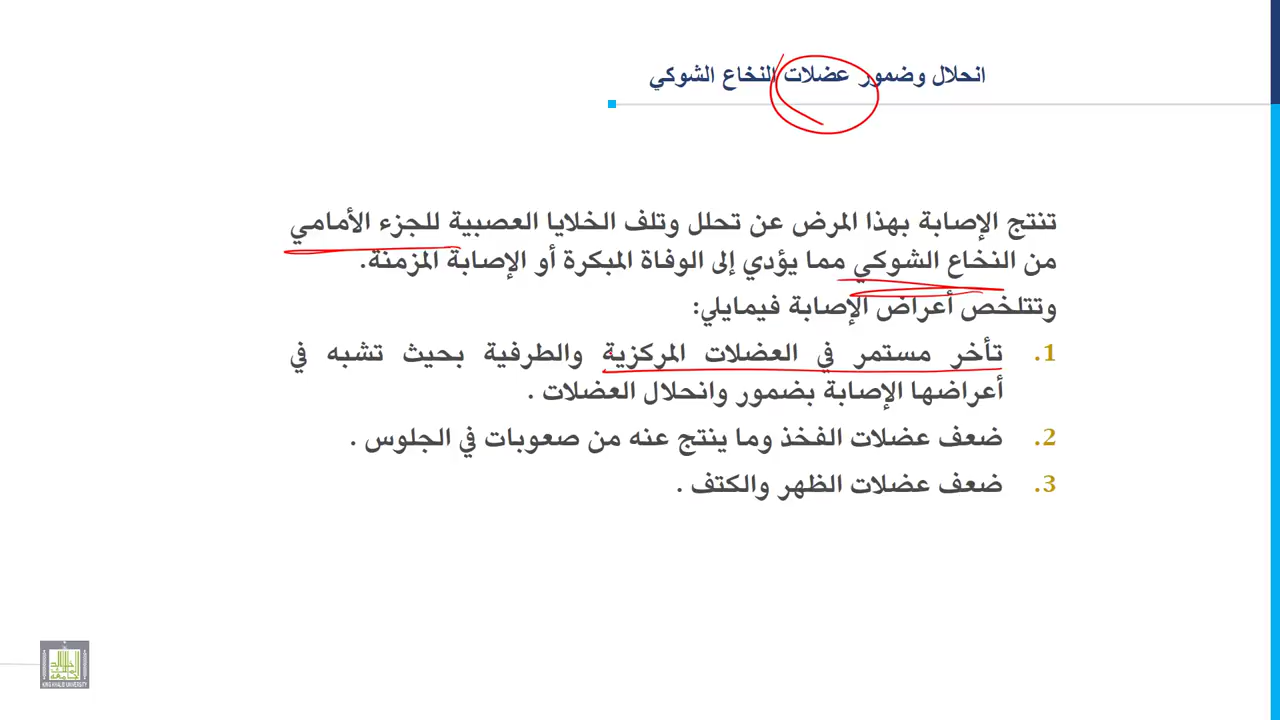 انحلال وضمور عضلات النخاع الشوكي
تنتج الإصابة بهذا المرض عن تحلل وتلف الخلايا العصبية للجزء الأمامي
من النخاع الشوكي مما يؤدي إلى الوفاة المبكرة أو الإصابة المزمنة.
وتتلخص أعراض الإصابة فيمايلي:
1. تأخر مستمر في العضلات المركزية والطرفية بحيث تشبه في
أعراضها الإصابة بضمور وانحلال العضلات .
2. ضعف عضلات الفخذ وما ينتج عنه من صعوبات في الجلوس .
3. ضعف عضلات الظهر والكتف .
KING KHALID UNIVERSITY